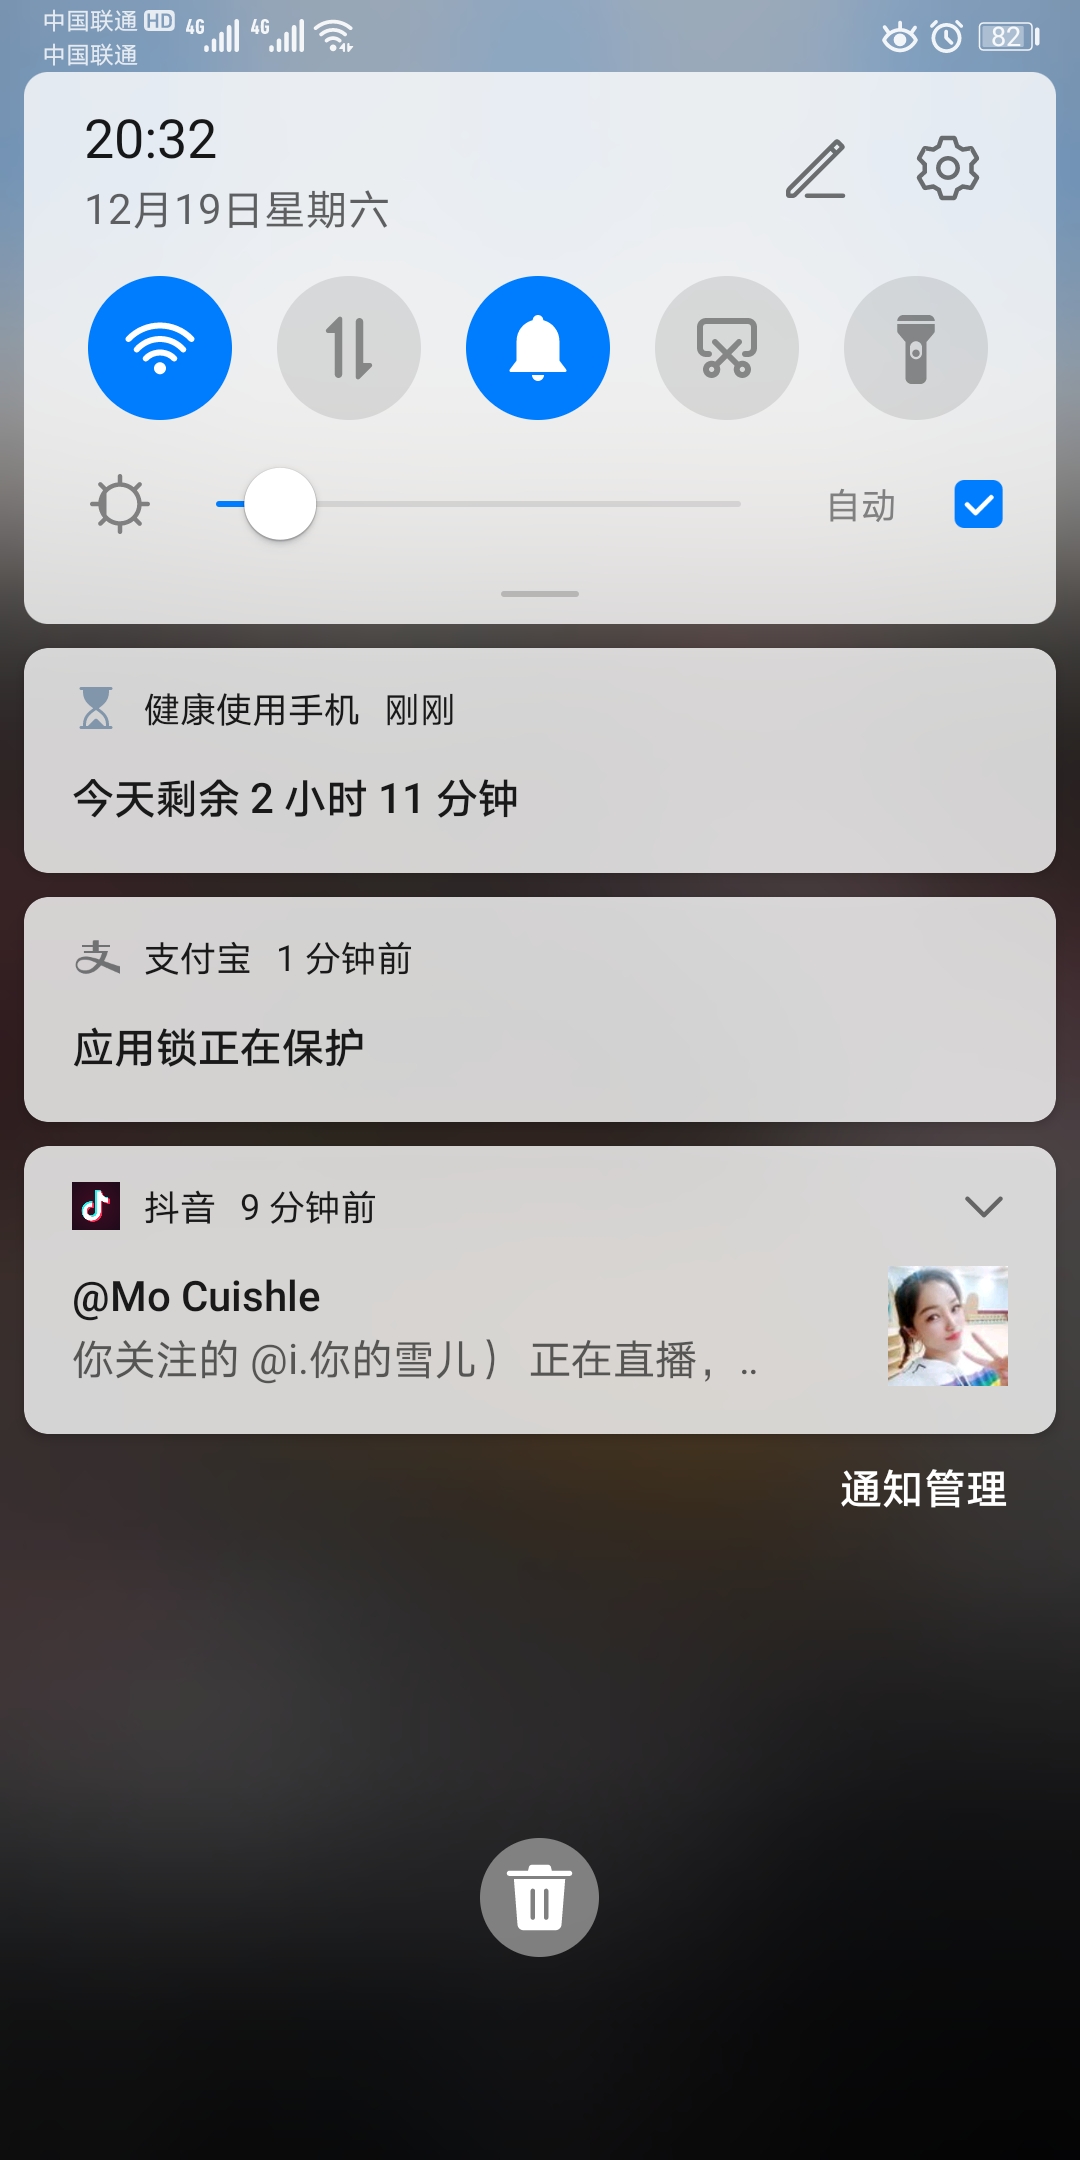 中国联通 HD 4G 4G 82
中国联通
20:32
12月19日星期六
自动
健康使用手机 刚刚
今天剩余 2 小时 11 分钟
支付宝 1 分钟前
应用锁正在保护
抖音 9 分钟前
@Mo Cuishle
你关注的 @i.你的雪儿） 正在直播，..
通知管理